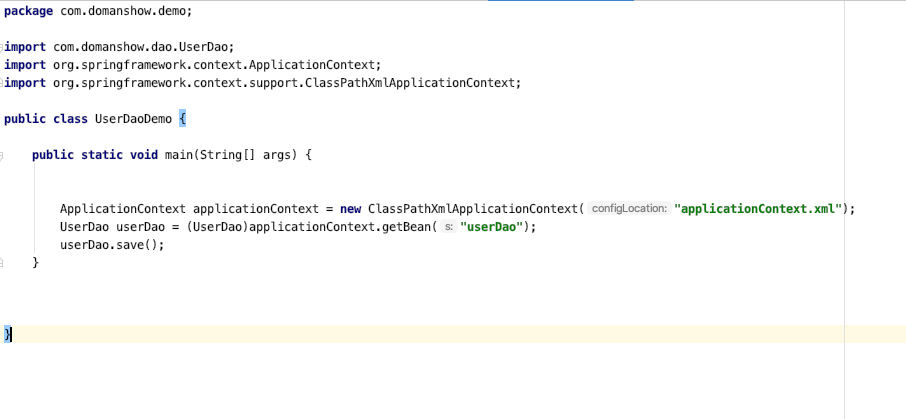 package com.domanshow.demo;
import com.domanshow.dao.UserDao;
import org.springframework.context.ApplicationContext;
import org.springframework.context.support.ClassPathXmlApplicationContext;
public class UserDaoDemo {
public static void main(String[] args) {
ApplicationContext applicationContext = new ClassPathXmlApplicationContext( configLocation: "applicationContext.xml");
UserDao userDao = (UserDao)applicationContext.getBean( s: "userDao");
userDao.save();
}
}